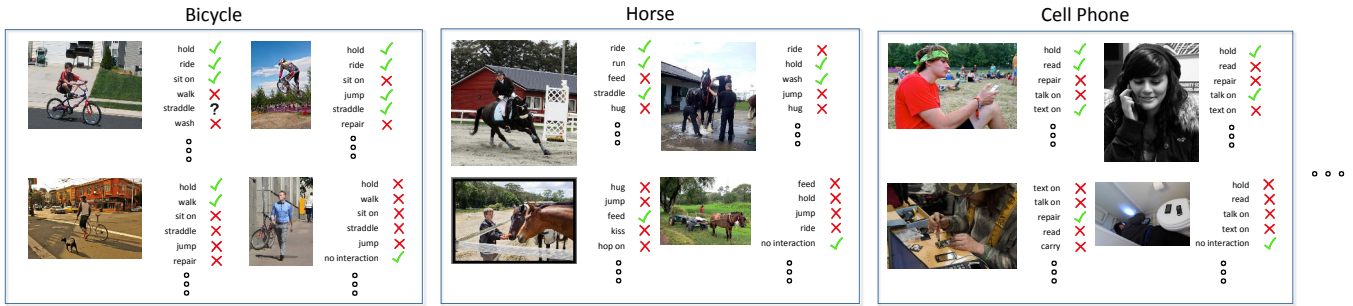 Bicycle
hold
ride
sit on
walk
straddle ?
wash
hold
ride
sit on
jump
straddle
repair
hold
walk
sit on
straddle
jump
repair
hold
walk
sit on
straddle
jump
no interaction
Horse
ride
run
feed
straddle
hug
ride
hold
wash
jump
hug
hug
jump
feed
kiss
hop on
feed
hold
jump
ride
no interaction
Cell Phone
hold
read
repair
talk on
text on
hold
read
repair
talk on
text on
text on
talk on
repair
read
carry
hold
read
talk on
text on
no interaction